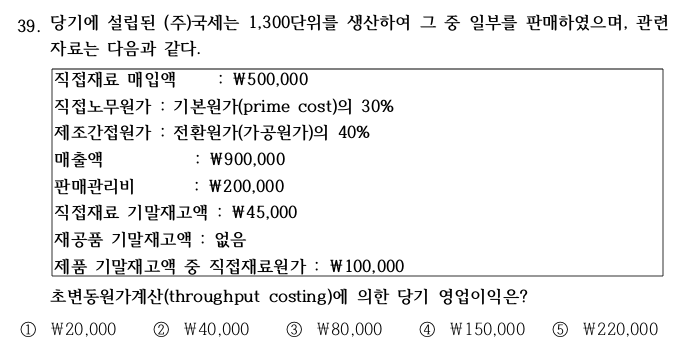 39. 당기에 설립된 (주)국세는 1,300단위를 생산하여 그 중 일부를 판매하였으며, 관련
자료는 다음과 같다.
직접재료 매입액 : ₩500,000
직접노무원가 : 기본원가(prime cost)의 30%
제조간접원가 : 전환원가(가공원가)의 40%
매출액 : ₩900,000
판매관리비 : ₩200,000
직접재료 기말재고액 : ₩45,000
재공품 기말재고액 : 없음
제품 기말재고액 중 직접재료원가 : ₩100,000
초변동원가계산(throughput costing)에 의한 당기 영업이익은?
① ₩20,000 ② ₩40,000 ③ ₩80,000 ④ ₩150,000 ⑤ ₩220,000